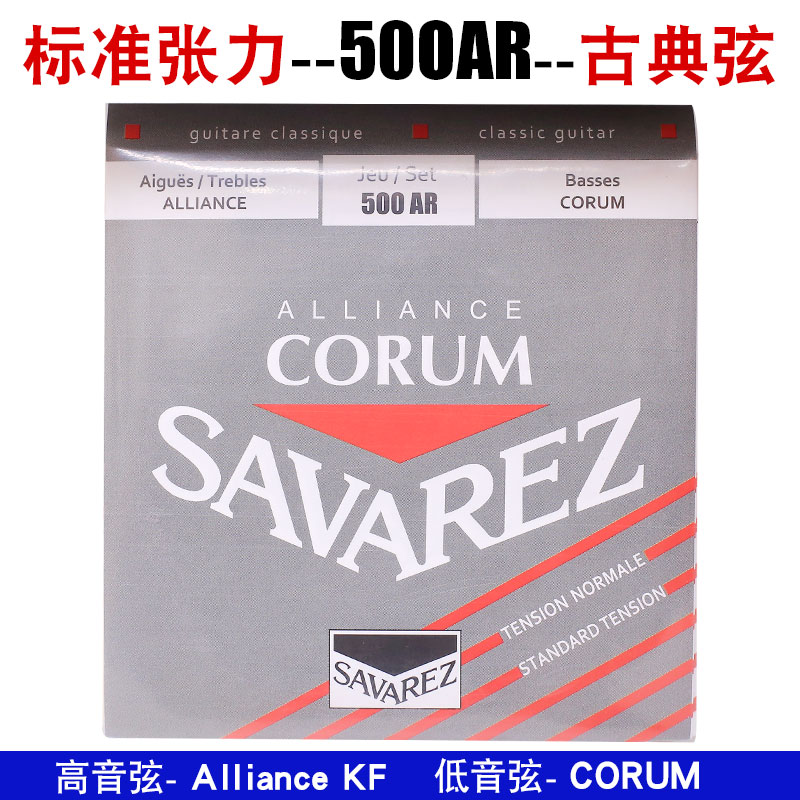 标准张力--500AR--古典弦
guitare classique classic guitar
Aiguës / Trebles Jeu / Set Basses
ALLIANCE 500 AR CORUM
ALLIANCE
CORUM
SAVAREZ
TENSION NORMALE
STANDARD TENSION
SAVAREZ
高音弦- Alliance KF 低音弦- CORUM